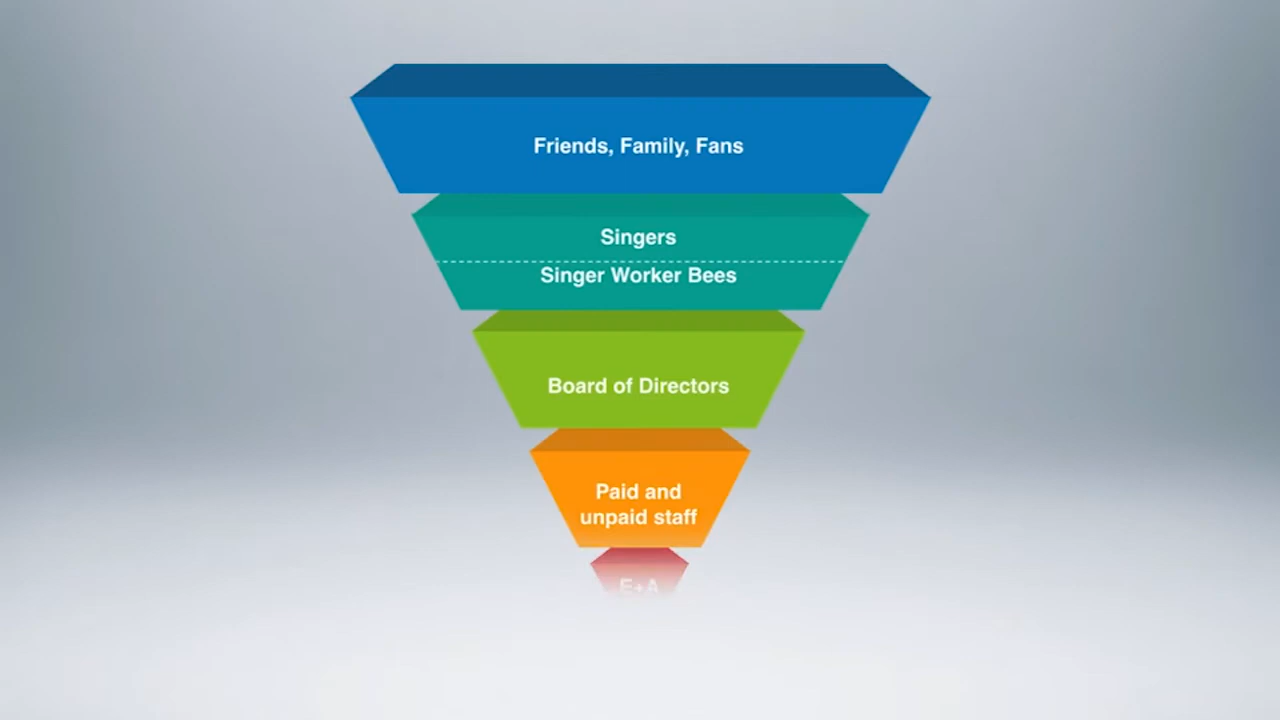 Friends, Family, Fans
Singers
Singer Worker Bees
Board of Directors
Paid and
unpaid staff
E+A